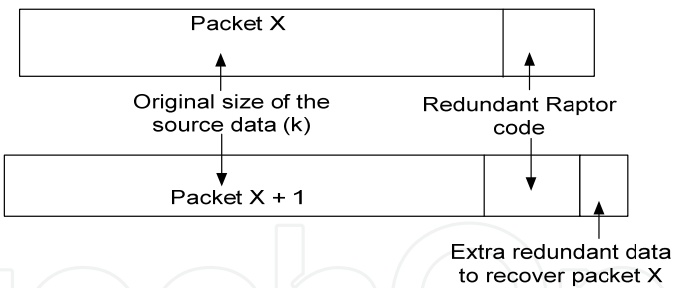 Packet X
Original size of the
source data (k)
Redundant Raptor
code
Packet X + 1
Extra redundant data
to recover packet X